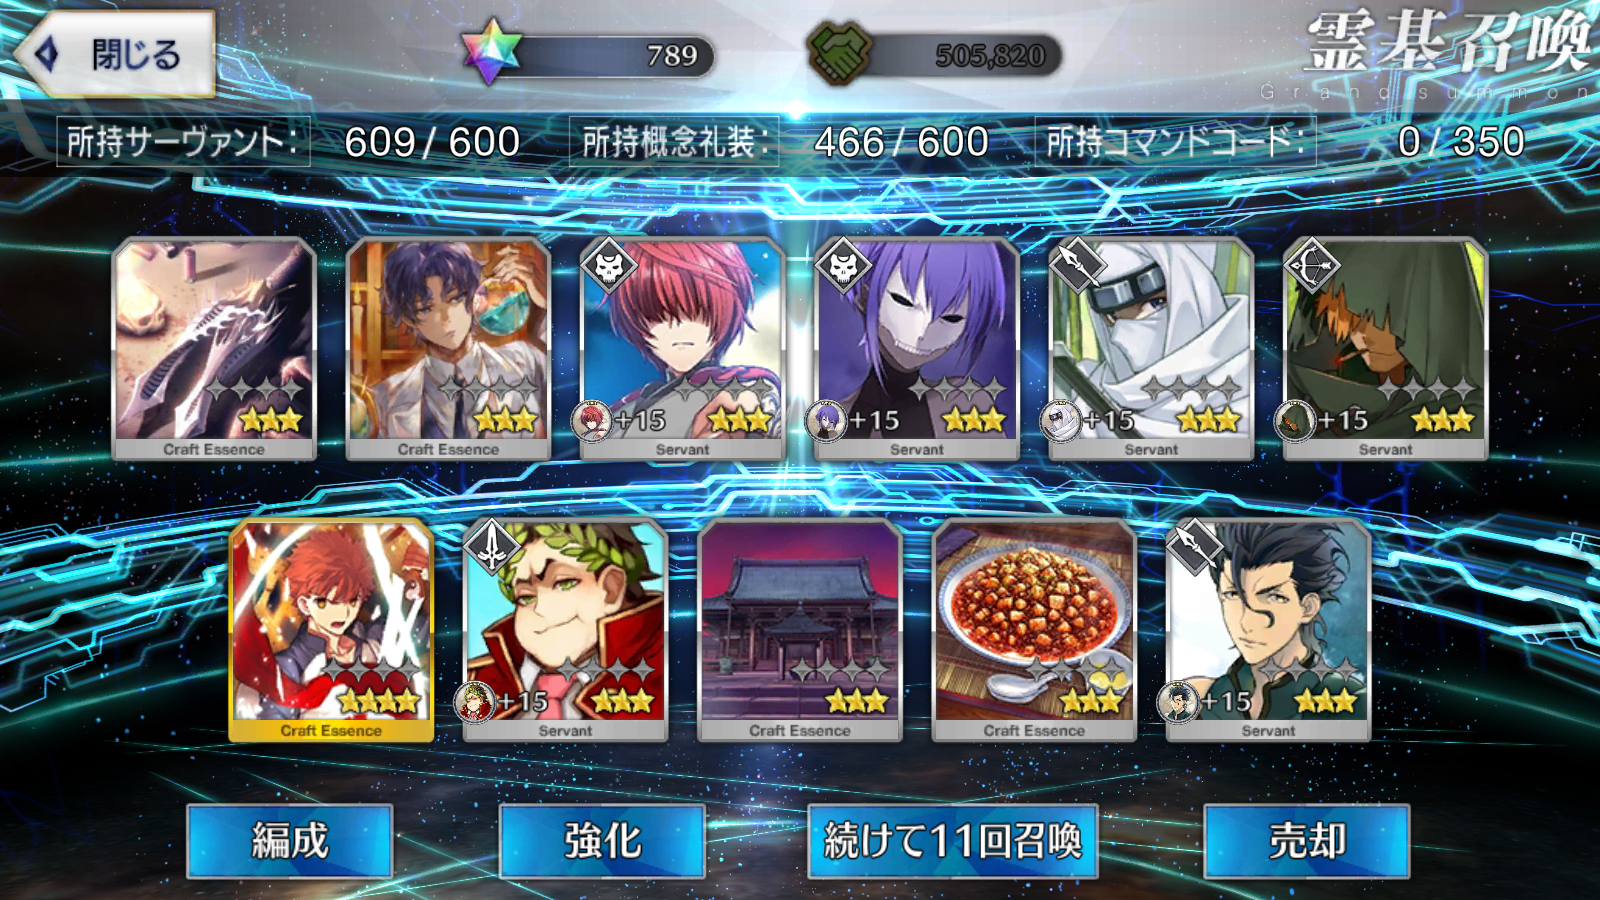 閉じる
789
505,820
霊基召喚
Grand summon
所持サーヴァント: 609 / 600
所持概念礼装: 466 / 600
所持コマンドコード: 0 / 350
Craft Essence
Craft Essence
+15
Servant
+15
Servant
+15
Servant
+15
Servant
Craft Essence
+15
Servant
Craft Essence
Craft Essence
+15
Servant
編成
強化
続けて11回召喚
売却